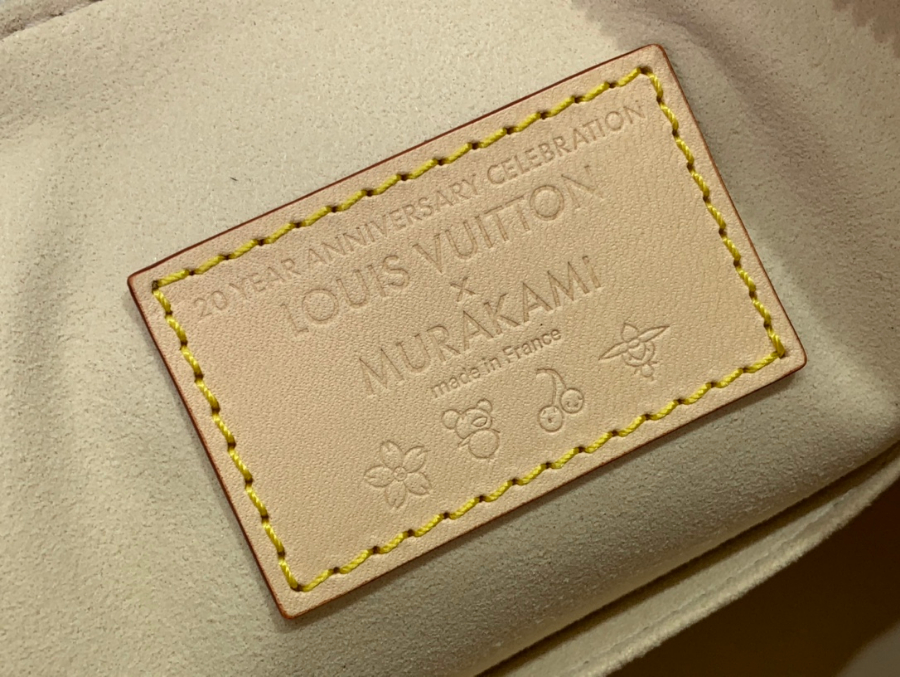 20 YEAR ANNIVERSARY CELEBRATION
LOUIS VUITTON
×
MURAKAMi
made in France